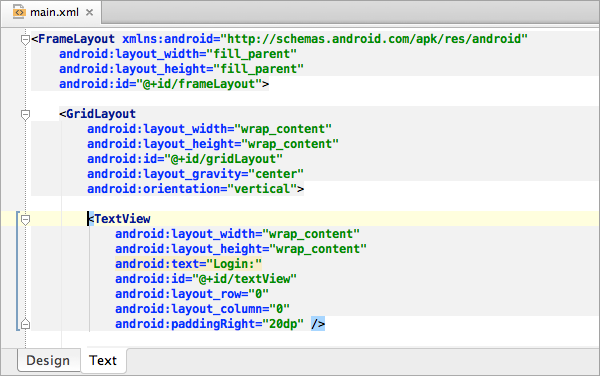 main.xml
<FrameLayout xmlns:android="http://schemas.android.com/apk/res/android"
    android:layout_width="fill_parent"
    android:layout_height="fill_parent"
    android:id="@+id/frameLayout">
    <GridLayout
        android:layout_width="wrap_content"
        android:layout_height="wrap_content"
        android:id="@+id/gridLayout"
        android:layout_gravity="center"
        android:orientation="vertical">
        <TextView
            android:layout_width="wrap_content"
            android:layout_height="wrap_content"
            android:text="Login:"
            android:id="@+id/textView"
            android:layout_row="0"
            android:layout_column="0"
            android:paddingRight="20dp" />
Design Text